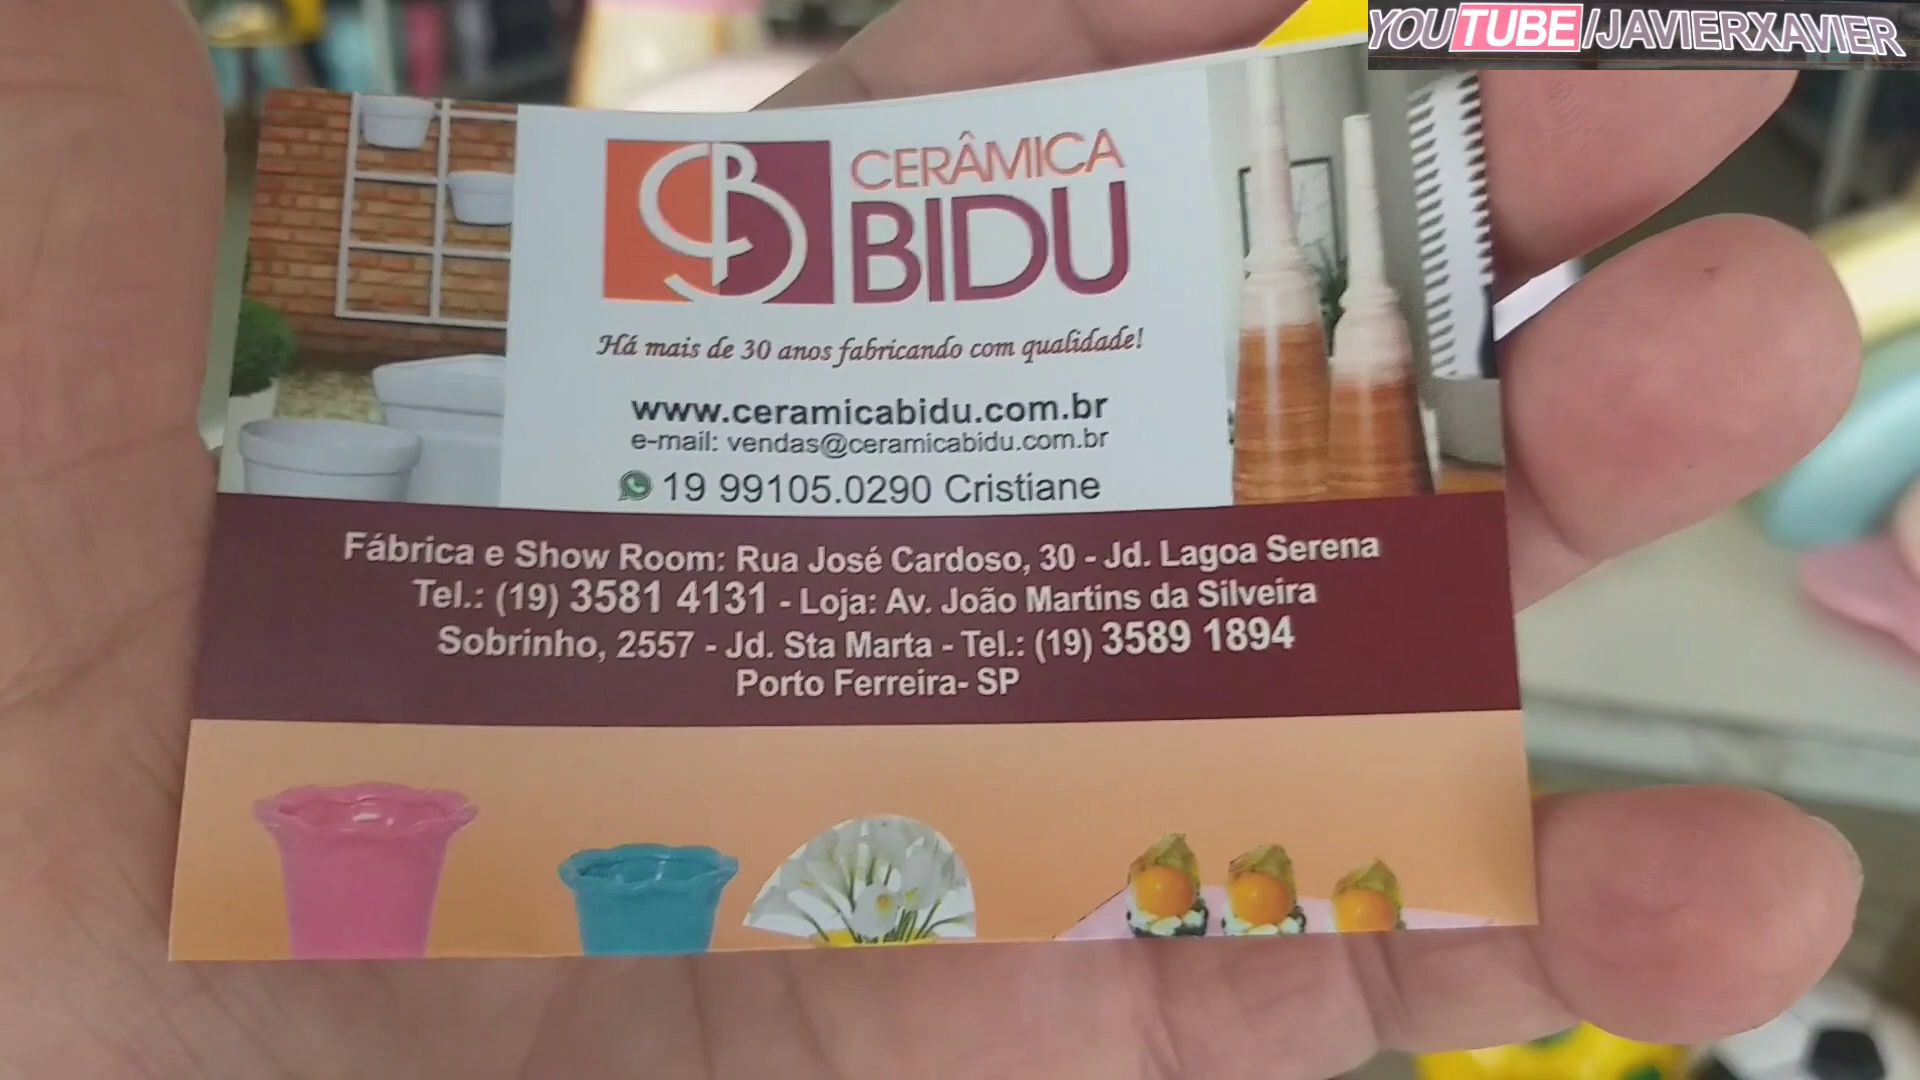 YOUTUBE/JAVIERXAVIER
CERÂMICA
BIDU
Há mais de 30 anos fabricando com qualidade!
www.ceramicabidu.com.br
e-mail: vendas@ceramicabidu.com.br
19 99105.0290 Cristiane
Fábrica e Show Room: Rua José Cardoso, 30 - Jd. Lagoa Serena
Tel.: (19) 3581 4131 - Loja: Av. João Martins da Silveira
Sobrinho, 2557 - Jd. Sta Marta - Tel.: (19) 3589 1894
Porto Ferreira- SP